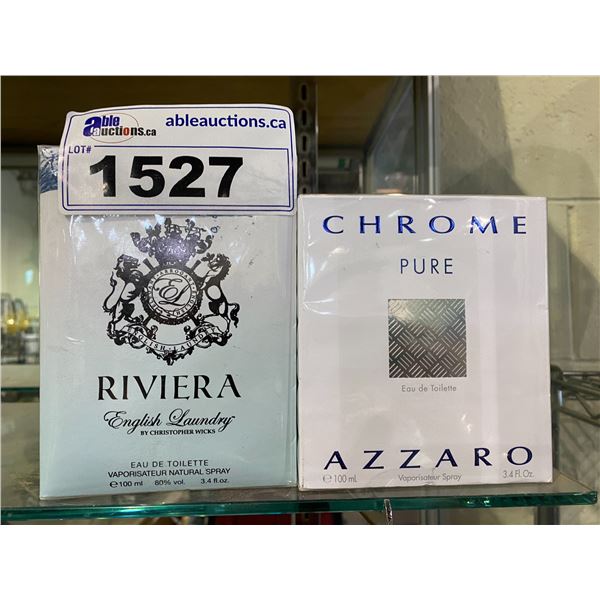 able auctions.ca
ableauctions.ca
LOT#
1527
RIVIERA
English Laundry
BY CHRISTOPHER WICKS
EAU DE TOILETTE
VAPORISATEUR NATURAL SPRAY
℮100 ml 80% vol. 3.4 fl.oz.
CHROME
PURE
Eau de Toilette
AZZARO
℮100 mL Vaporisateur Spray 3.4 Fl. Oz.